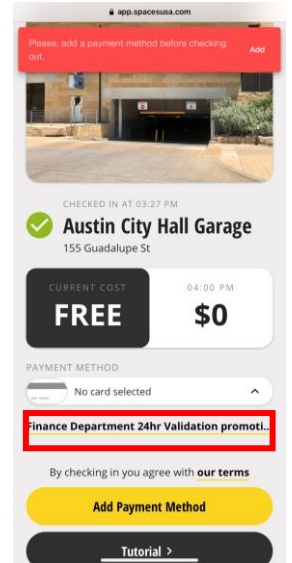 app.spacesusa.com
Please, add a payment method before checking
out.
Add
CHECKED IN AT 03:27 PM
Austin City Hall Garage
155 Guadalupe St
CURRENT COST
FREE
04:00 PM
$0
PAYMENT METHOD
No card selected
Finance Department 24hr Validation promoti..
By checking in you agree with our terms
Add Payment Method
Tutorial >